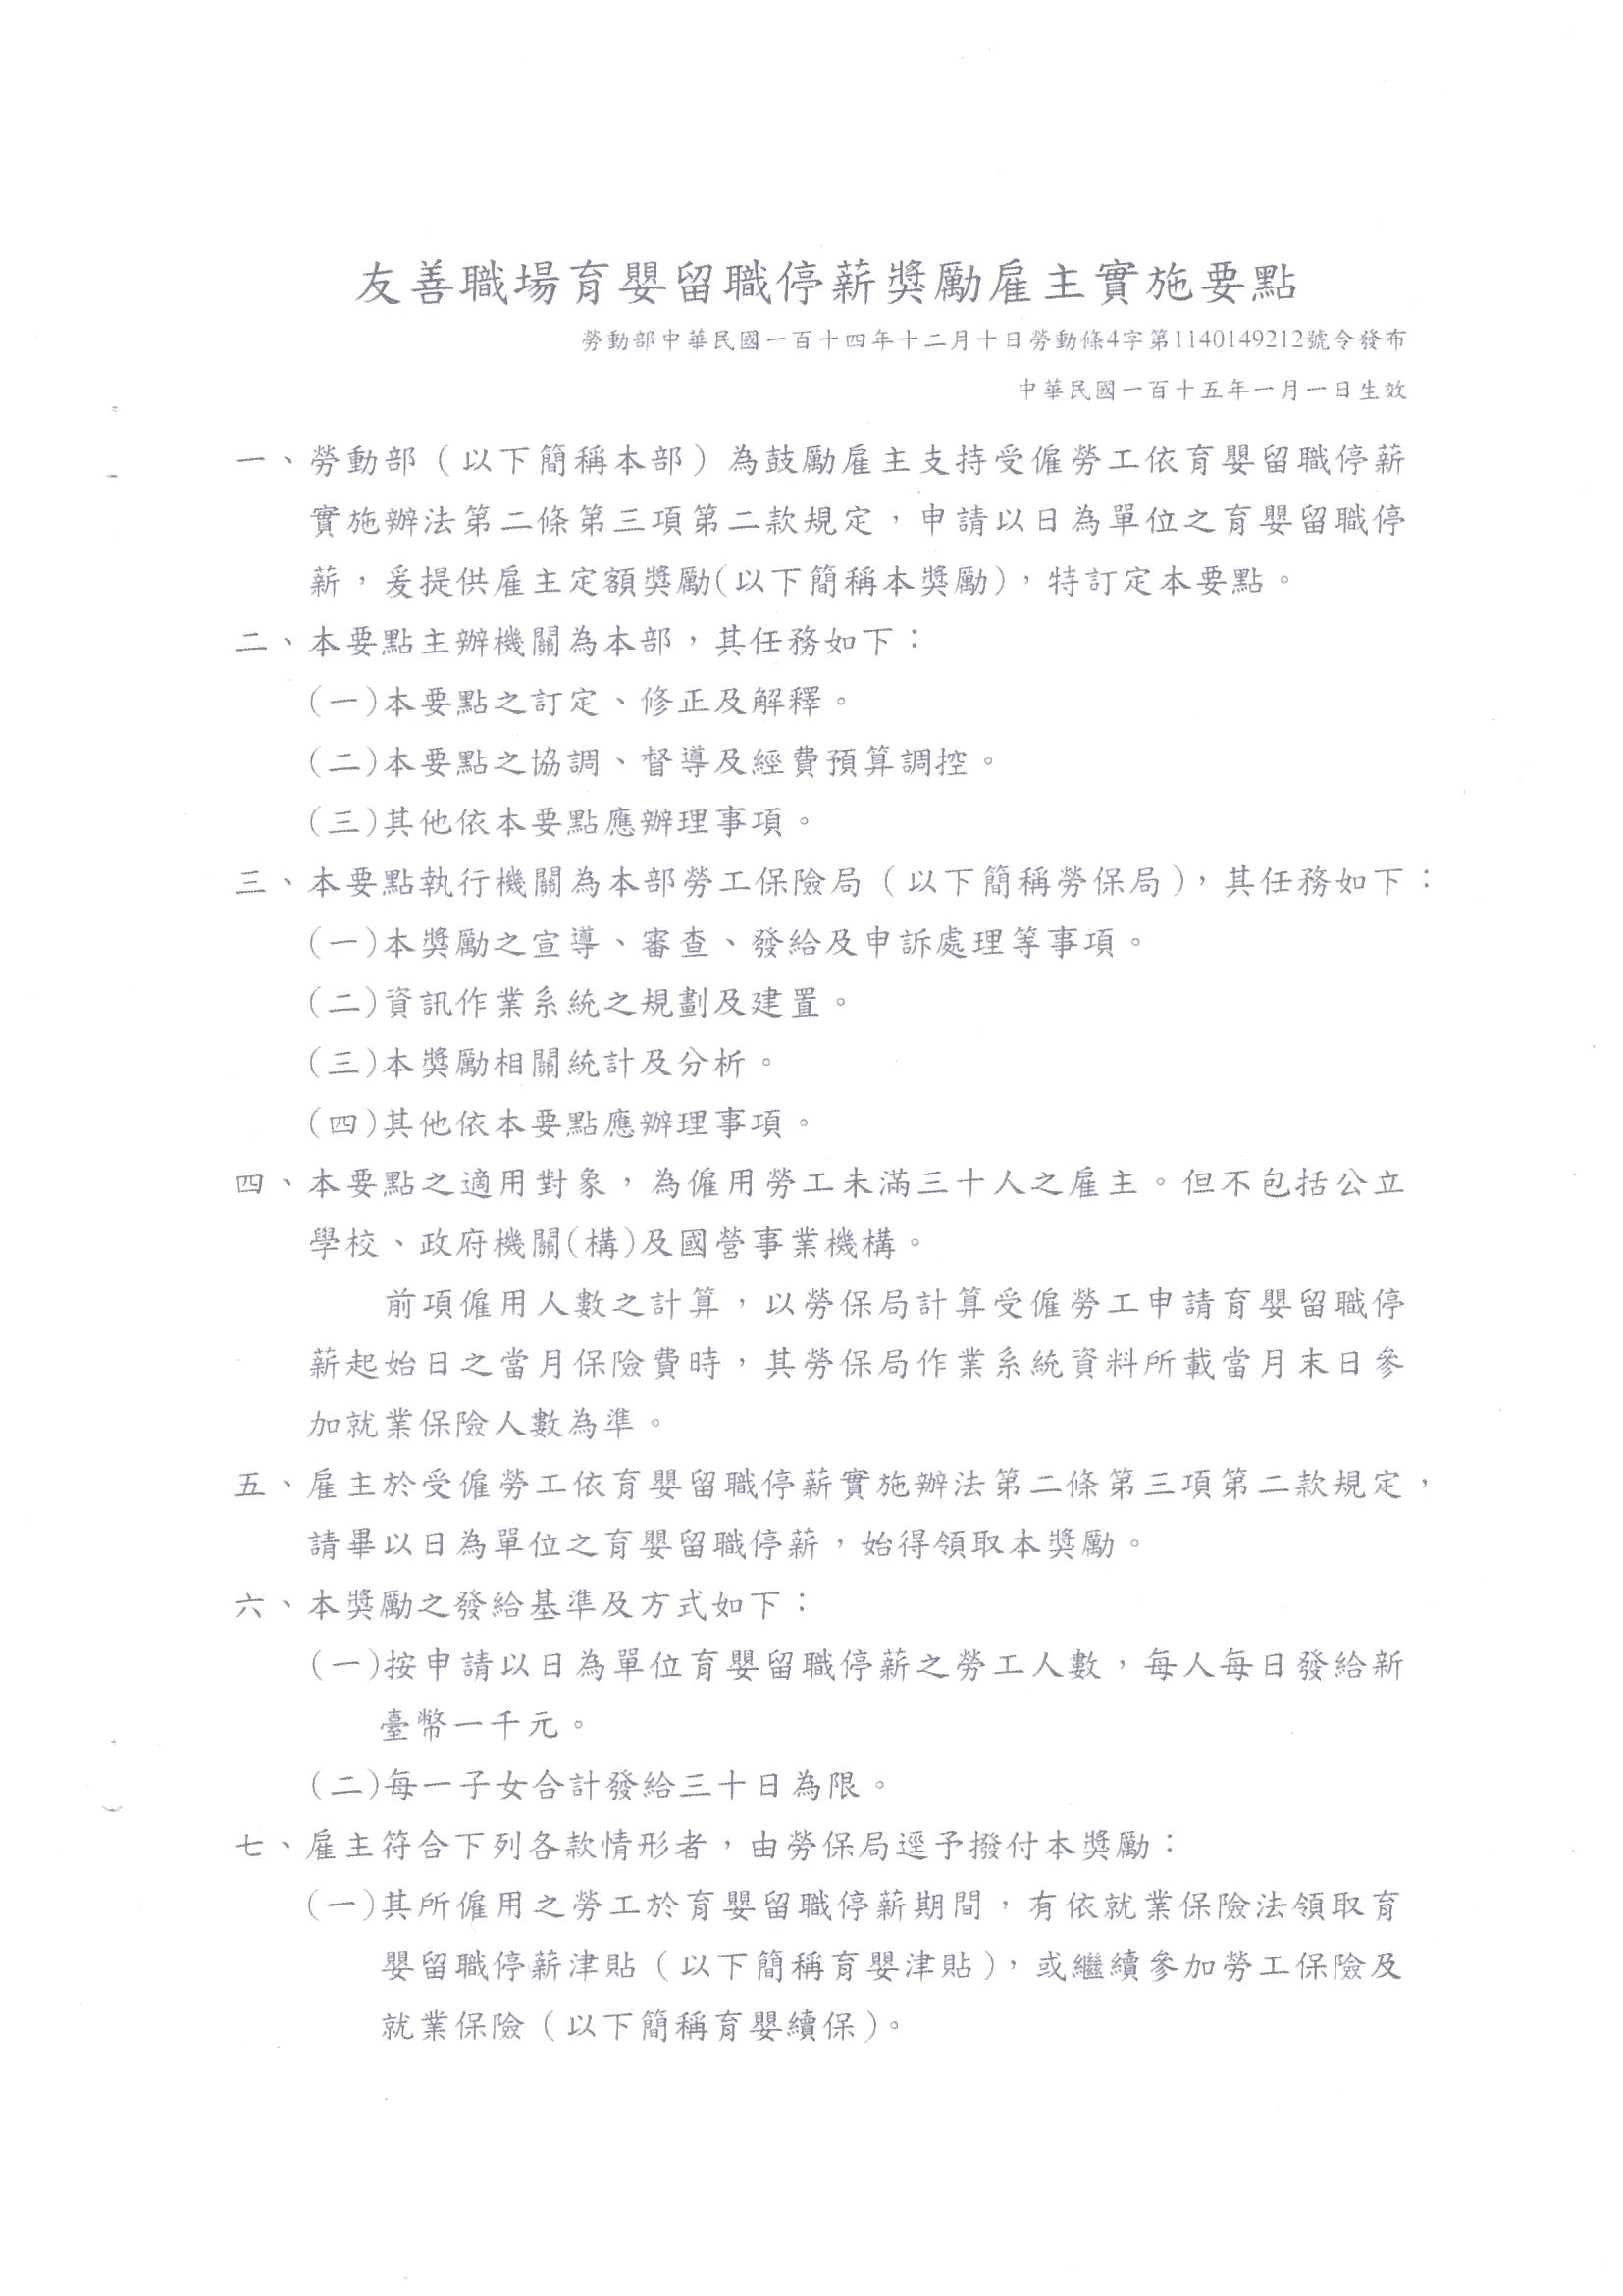 友善職場育嬰留職停薪獎勵雇主實施要點
勞動部中華民國一百十四年十二月十日勞動條4字第1140149212號令發布
中華民國一百十五年一月一日生效
一、勞動部（以下簡稱本部）為鼓勵雇主支持受僱勞工依育嬰留職停薪
實施辦法第二條第三項第二款規定，申請以日為單位之育嬰留職停
薪，爰提供雇主定額獎勵(以下簡稱本獎勵)，特訂定本要點。
二、本要點主辦機關為本部，其任務如下：
(一)本要點之訂定、修正及解釋。
(二)本要點之協調、督導及經費預算調控。
(三)其他依本要點應辦理事項。
三、本要點執行機關為本部勞工保險局（以下簡稱勞保局），其任務如下：
(一)本獎勵之宣導、審查、發給及申訴處理等事項。
(二)資訊作業系統之規劃及建置。
(三)本獎勵相關統計及分析。
(四)其他依本要點應辦理事項。
四、本要點之適用對象，為僱用勞工未滿三十人之雇主。但不包括公立
學校、政府機關(構)及國營事業機構。
前項僱用人數之計算，以勞保局計算受僱勞工申請育嬰留職停
薪起始日之當月保險費時，其勞保局作業系統資料所載當月末日參
加就業保險人數為準。
五、雇主於受僱勞工依育嬰留職停薪實施辦法第二條第三項第二款規定，
請畢以日為單位之育嬰留職停薪，始得領取本獎勵。
六、本獎勵之發給基準及方式如下：
(一)按申請以日為單位育嬰留職停薪之勞工人數，每人每日發給新
臺幣一千元。
(二)每一子女合計發給三十日為限。
七、雇主符合下列各款情形者，由勞保局逕予撥付本獎勵：
(一)其所僱用之勞工於育嬰留職停薪期間，有依就業保險法領取育
嬰留職停薪津貼（以下簡稱育嬰津貼），或繼續參加勞工保險及
就業保險（以下簡稱育嬰續保）。